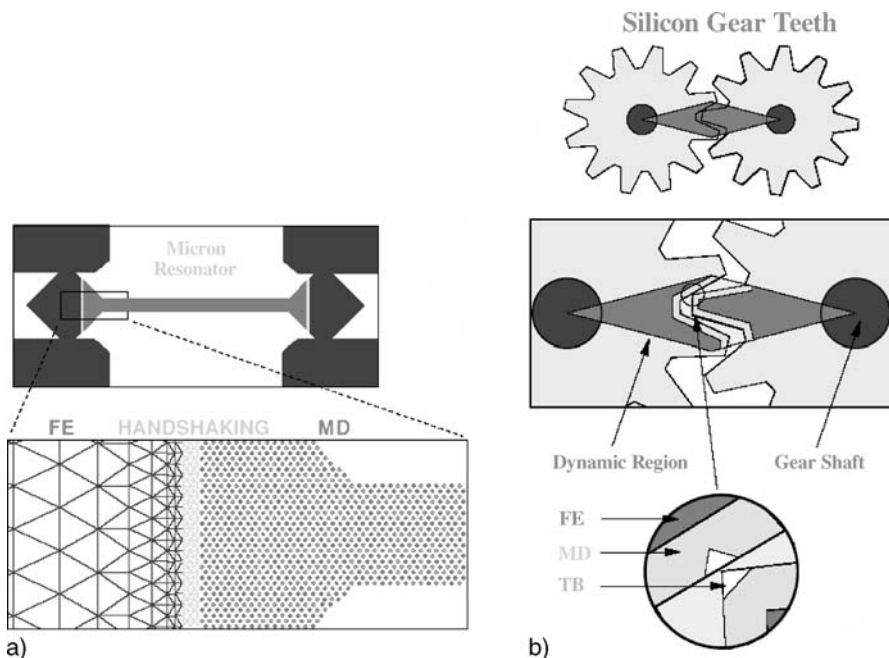 Micron
Resonator
FE HANDSHAKING MD
a)
Silicon Gear Teeth
Dynamic Region Gear Shaft
FE
MD
TB
b)